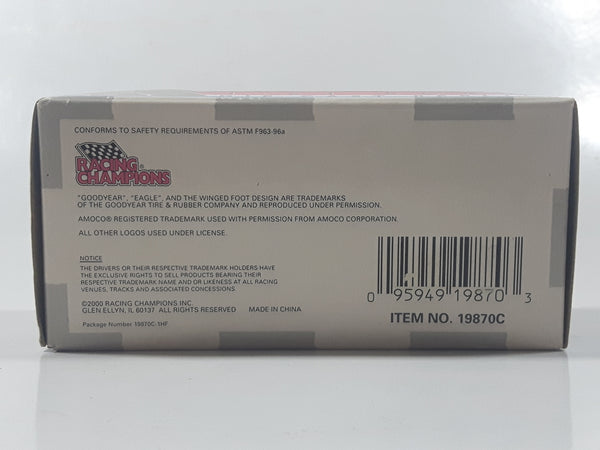 CONFORMS TO SAFETY REQUIREMENTS OF ASTM F963-96a
RACING
CHAMPIONS®
"GOODYEAR", "EAGLE", AND THE WINGED FOOT DESIGN ARE TRADEMARKS
OF THE GOODYEAR TIRE & RUBBER COMPANY AND REPRODUCED UNDER PERMISSION.
AMOCO® REGISTERED TRADEMARK USED WITH PERMISSION FROM AMOCO CORPORATION.
ALL OTHER LOGOS USED UNDER LICENSE.
NOTICE
THE DRIVERS OR THEIR RESPECTIVE TRADEMARK HOLDERS HAVE
THE EXCLUSIVE RIGHTS TO SELL PRODUCTS BEARING THEIR
RESPECTIVE TRADEMARK NAME AND OR LIKENESS AT ALL RACING
VENUES, TRACKS AND ASSOCIATED CONCESSIONS.
©2000 RACING CHAMPIONS INC.
GLEN ELLYN, IL 60137 ALL RIGHTS RESERVED MADE IN CHINA
Package Number 19870C-1HF
0 95949 19870 3
ITEM NO. 19870C